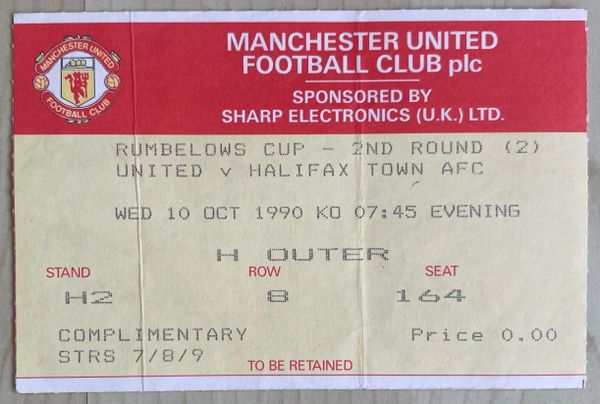 MANCHESTER UNITED
FOOTBALL CLUB
MANCHESTER UNITED
FOOTBALL CLUB plc
SPONSORED BY
SHARP ELECTRONICS (U.K.) LTD.
RUMBELOWS CUP - 2ND ROUND (2)
UNITED v HALIFAX TOWN AFC
WED 10 OCT 1990 KO 07:45 EVENING
H OUTER
STAND ROW SEAT
H2 8 164
COMPLIMENTARY Price 0.00
STRS 7/8/9
TO BE RETAINED